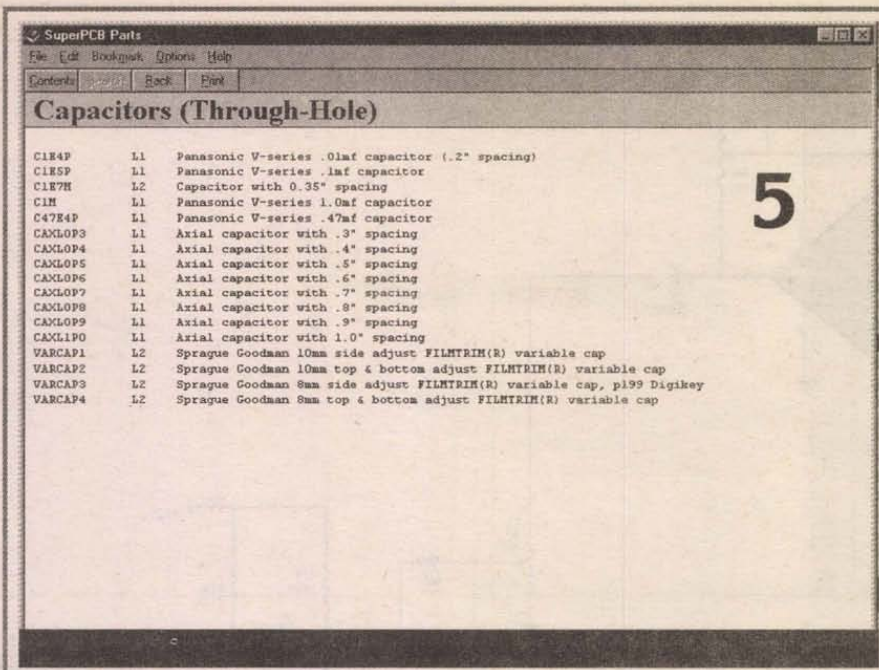 SuperPCB Parts
File Edit Bookmark Options Help
Contents Back Print
Capacitors (Through-Hole)
C1E4P L1 Panasonic V-series .01mf capacitor (.2" spacing)
C1E5P L1 Panasonic V-series .1mf capacitor
C1E7M L2 Capacitor with 0.35" spacing
C1M L1 Panasonic V-series 1.0mf capacitor
C47E4P L1 Panasonic V-series .47mf capacitor
CAXL0P3 L1 Axial capacitor with .3" spacing
CAXL0P4 L1 Axial capacitor with .4" spacing
CAXL0P5 L1 Axial capacitor with .5" spacing
CAXL0P6 L1 Axial capacitor with .6" spacing
CAXL0P7 L1 Axial capacitor with .7" spacing
CAXL0P8 L1 Axial capacitor with .8" spacing
CAXL0P9 L1 Axial capacitor with .9" spacing
CAXL1P0 L1 Axial capacitor with 1.0" spacing
VARCAP1 L2 Sprague Goodman 10mm side adjust FILMTRIM(R) variable cap
VARCAP2 L2 Sprague Goodman 10mm top & bottom adjust FILMTRIM(R) variable cap
VARCAP3 L2 Sprague Goodman 8mm side adjust FILMTRIM(R) variable cap, p199 Digikey
VARCAP4 L2 Sprague Goodman 8mm top & bottom adjust FILMTRIM(R) variable cap
5